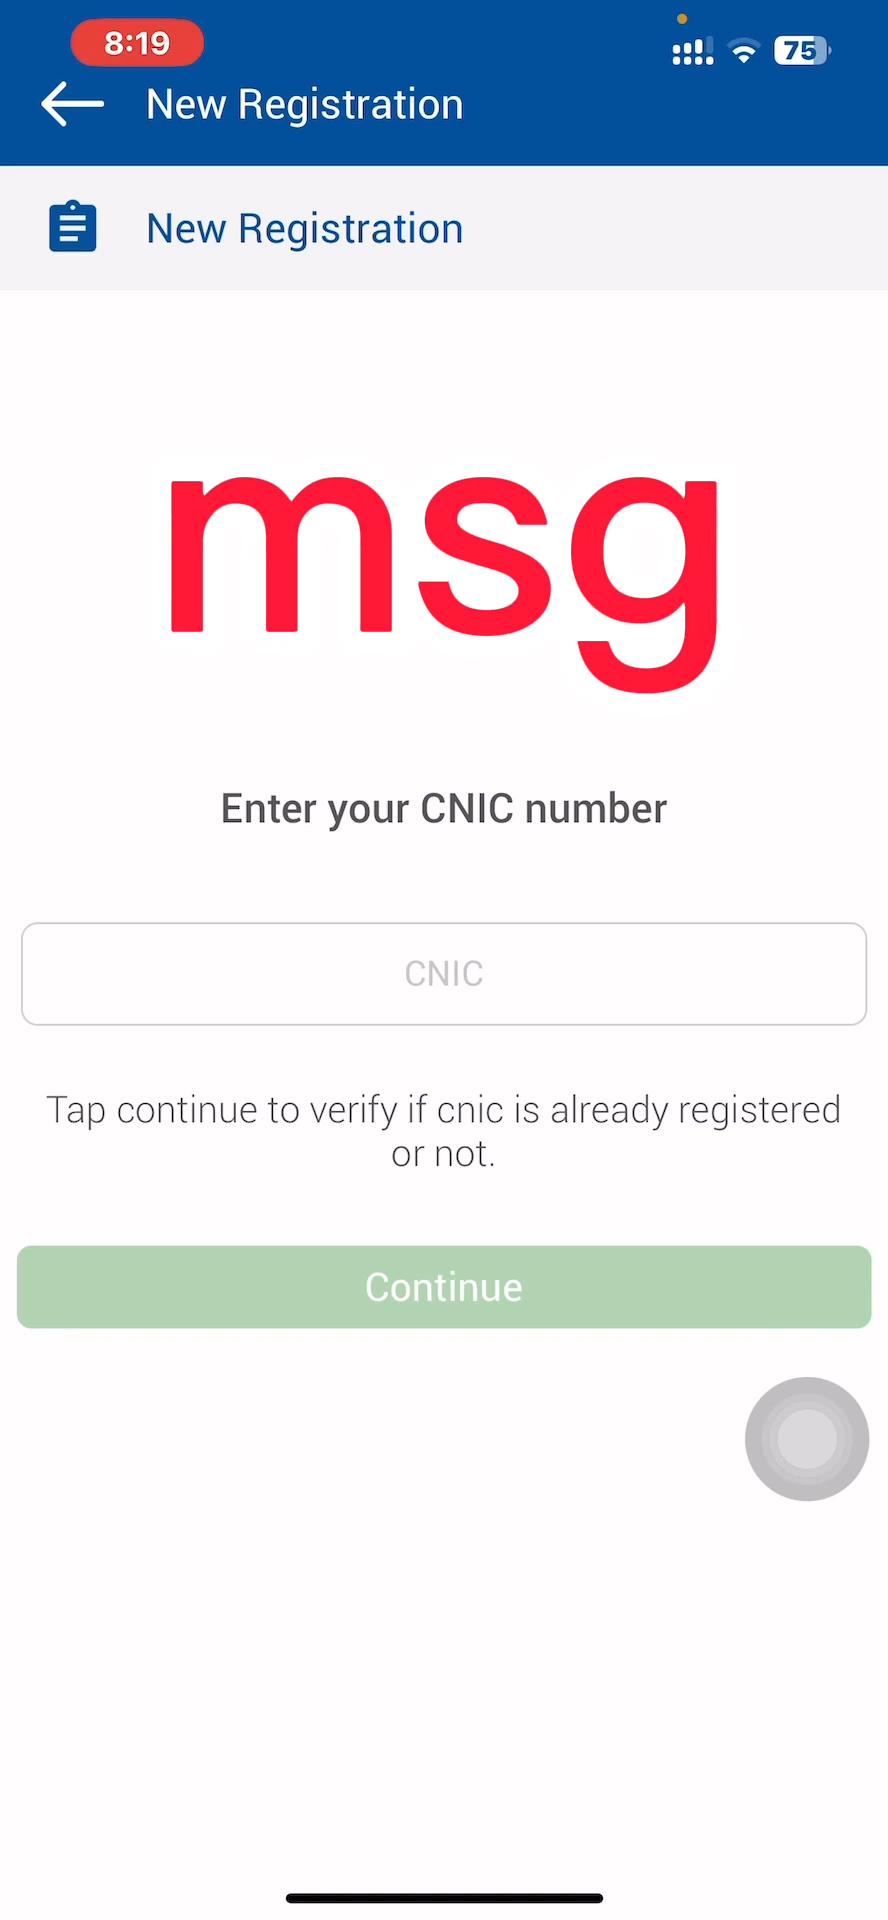 8:19
75
New Registration
New Registration
msg
Enter your CNIC number
CNIC
Tap continue to verify if cnic is already registered
or not.
Continue